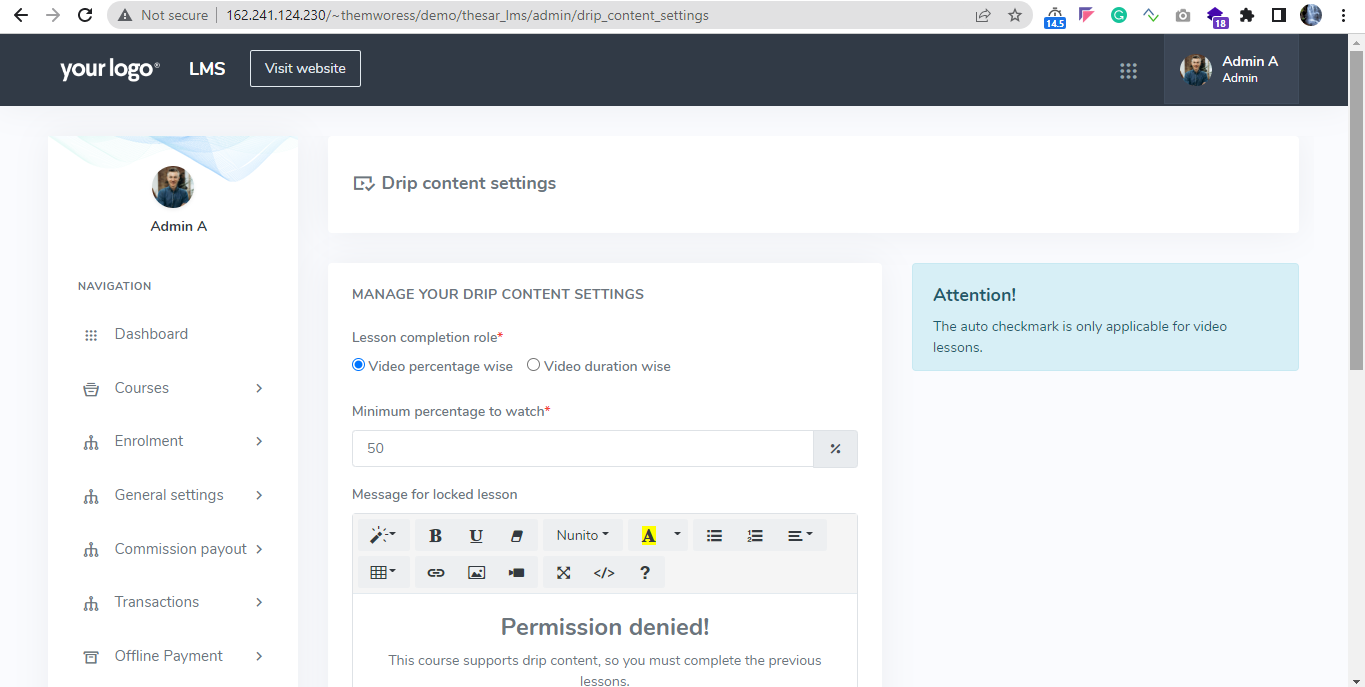 Not secure
162.241.124.230/~themworess/demo/thesar_lms/admin/drip_content_settings
14.5
18
your logo®
LMS
Visit website
Admin A
Admin
Admin A
NAVIGATION
Dashboard
Courses
Enrolment
General settings
Commission payout
Transactions
Offline Payment
Drip content settings
MANAGE YOUR DRIP CONTENT SETTINGS
Lesson completion role*
Video percentage wise
Video duration wise
Minimum percentage to watch*
50
%
Message for locked lesson
B
U
Nunito
A
</>
?
Permission denied!
This course supports drip content, so you must complete the previous
lessons.
Attention!
The auto checkmark is only applicable for video
lessons.